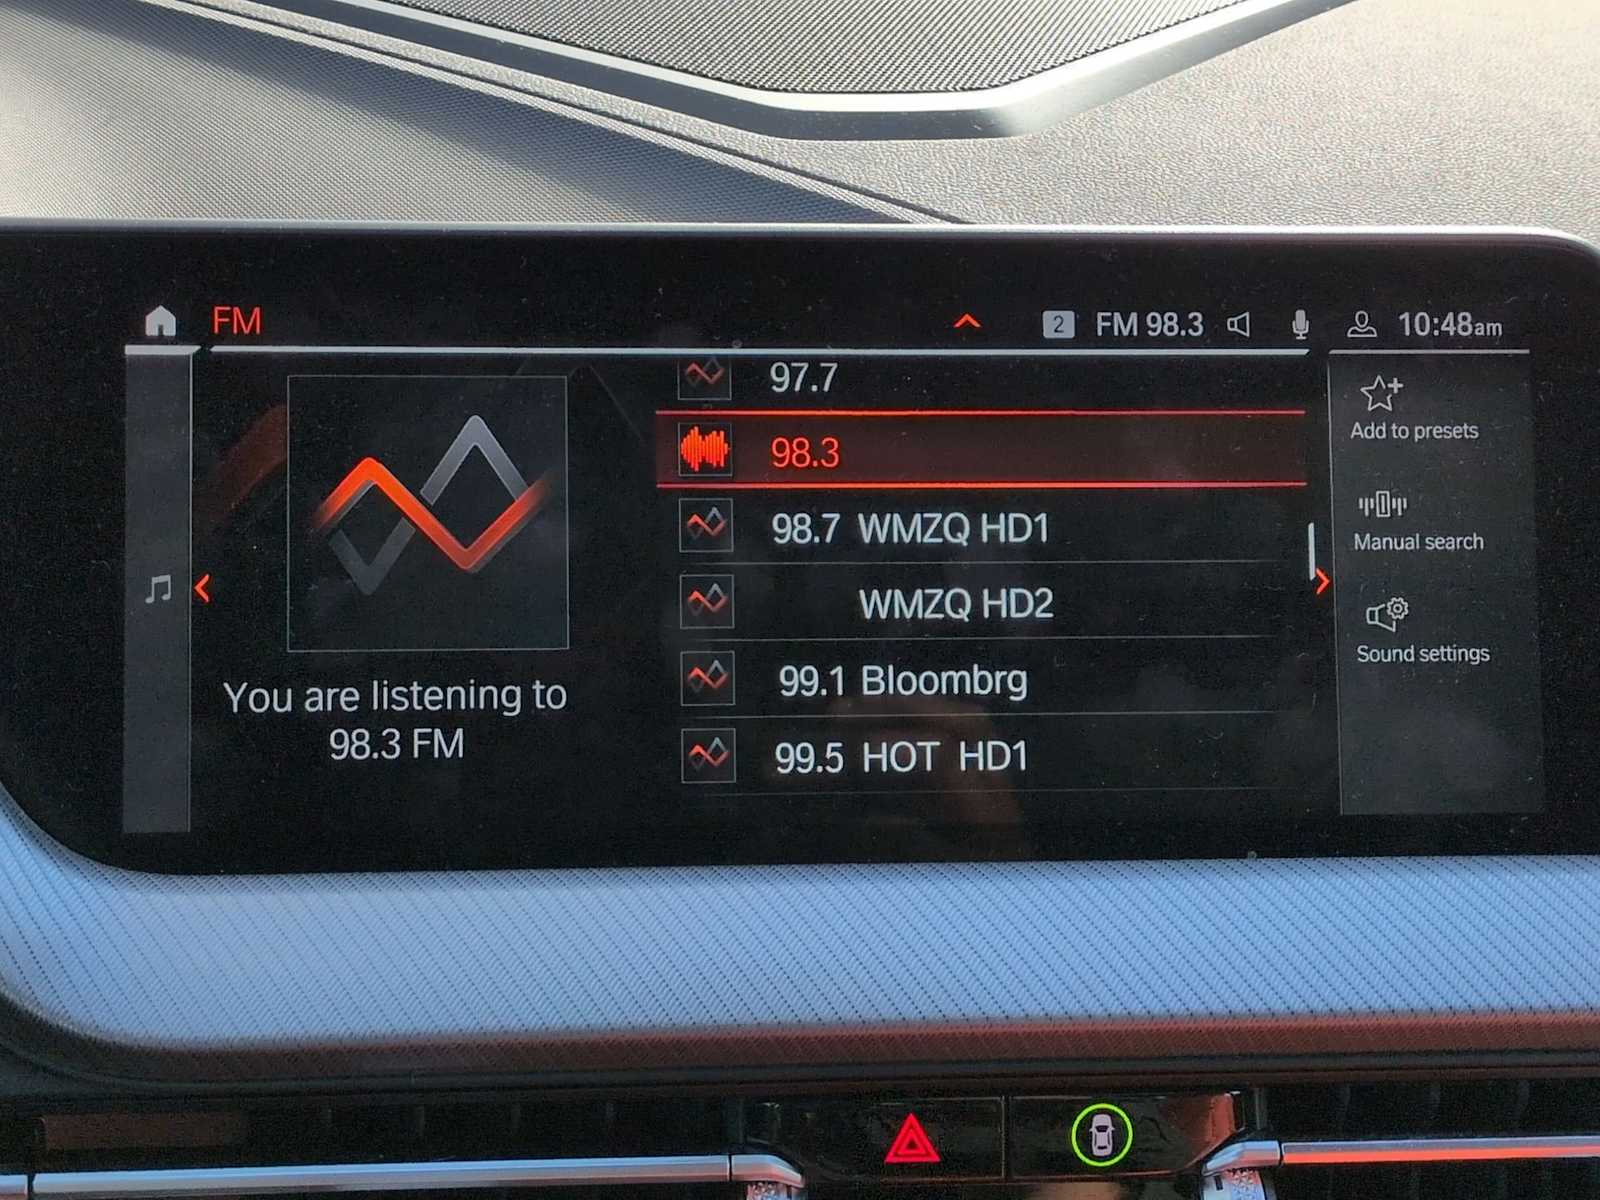 FM
2 FM 98.3 10:48am
97.7
98.3
98.7 WMZQ HD1
WMZQ HD2
99.1 Bloombrg
99.5 HOT HD1
You are listening to
98.3 FM
Add to presets
Manual search
Sound settings